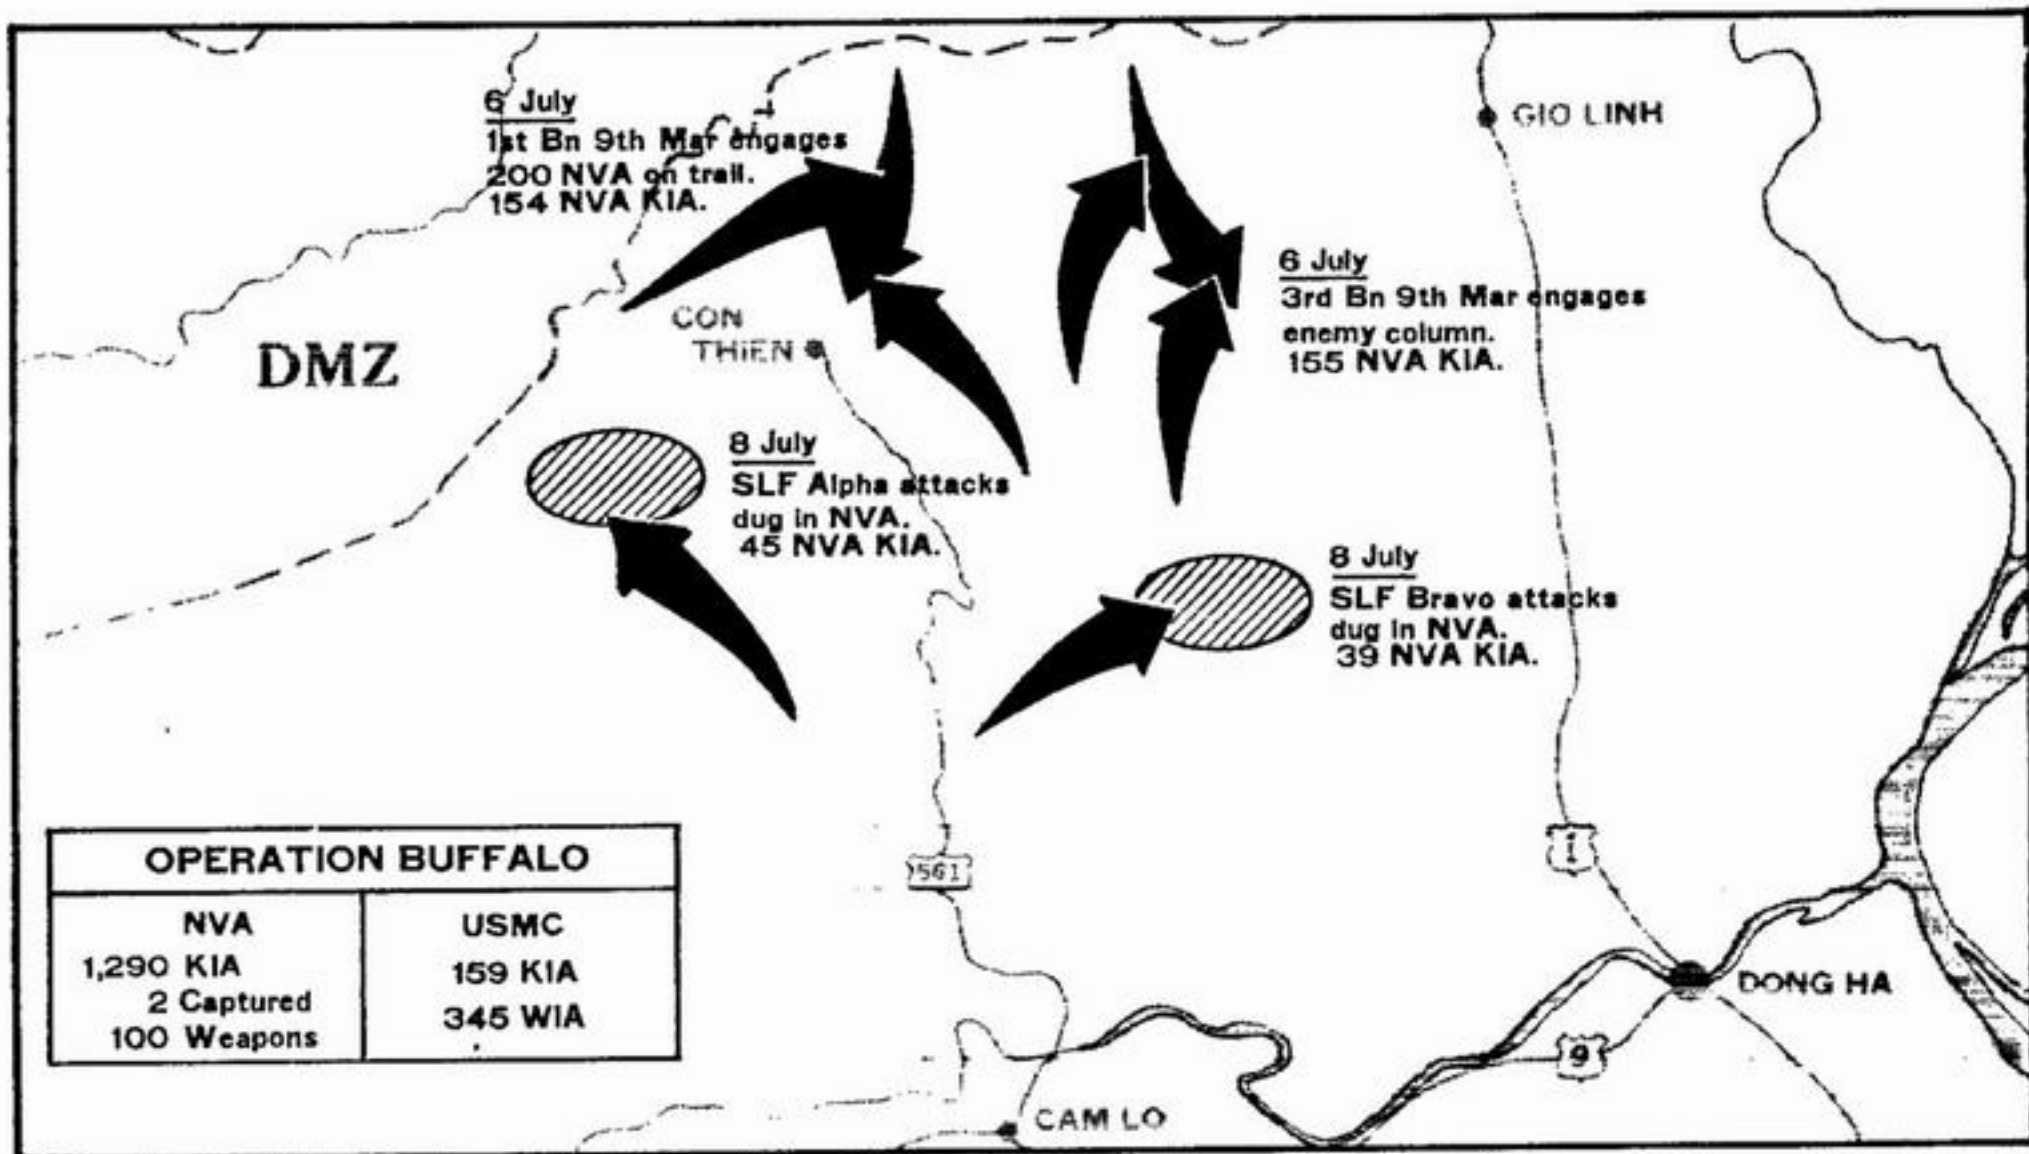 6 July
1st Bn 9th Mar engages
200 NVA on trail.
154 NVA KIA.
GIO LINH
6 July
3rd Bn 9th Mar engages
enemy column.
155 NVA KIA.
CON
THIEN
DMZ
8 July
SLF Alpha attacks
dug in NVA.
45 NVA KIA.
8 July
SLF Bravo attacks
dug in NVA.
39 NVA KIA.
OPERATION BUFFALO
NVA
1,290 KIA
2 Captured
100 Weapons
USMC
159 KIA
345 WIA
561
1
DONG HA
9
CAM LO